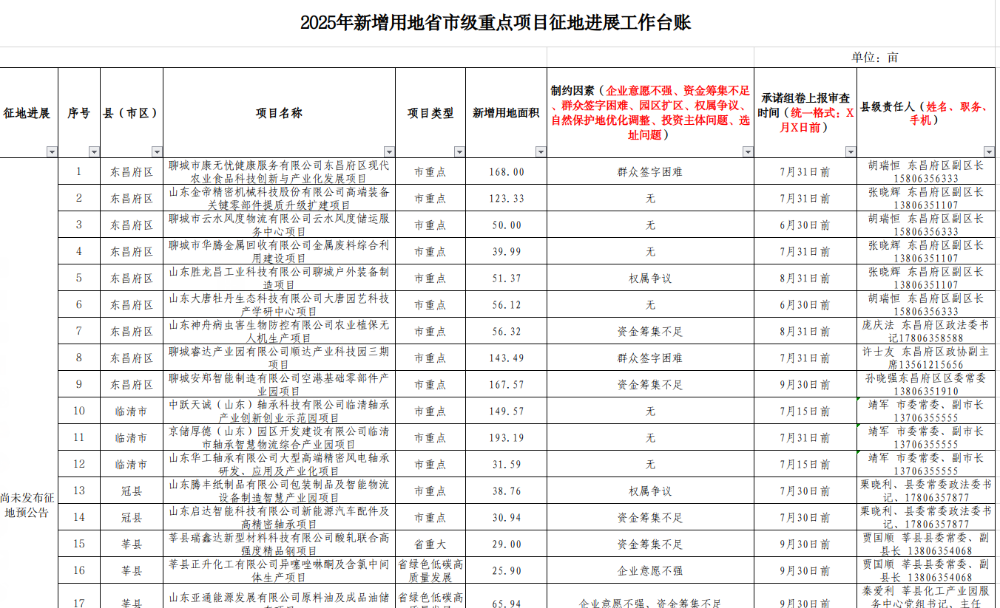 2025年新增用地省市级重点项目征地进展工作台账
单位：亩
征地进展
序号
县（市区）
项目名称
项目类型
新增用地面积
制约因素（企业意愿不强、资金筹集不足
、群众签字困难、园区扩区、权属争议、
自然保护地优化调整、投资主体问题、选
址问题）
承诺组卷上报审查
时间（统一格式：X
月X日前）
县级责任人（姓名、职务、
手机）
尚未发布征
地预公告
1
东昌府区
聊城市康无忧健康服务有限公司东昌府区现代
农业食品科技创新与产业化发展项目
市重点
168.00
群众签字困难
7月31日前
胡瑞恒 东昌府区副区长
15806356333
2
东昌府区
山东金帝精密机械科技股份有限公司高端装备
关键零部件提质升级扩建项目
市重点
123.33
无
7月31日前
张晓辉 东昌府区副区长
13806351107
3
东昌府区
聊城市云水风度物流有限公司云水风度储运服
务中心项目
市重点
50.00
无
6月30日前
胡瑞恒 东昌府区副区长
15806356333
4
东昌府区
聊城市华腾金属回收有限公司金属废料综合利
用建设项目
市重点
39.99
无
7月31日前
张晓辉 东昌府区副区长
13806351107
5
东昌府区
山东胜龙昌工业科技有限公司聊城户外装备制
造项目
市重点
51.37
权属争议
8月31日前
张晓辉 东昌府区副区长
13806351107
6
东昌府区
山东大唐牡丹生态科技有限公司大唐园艺科技
产学研中心项目
市重点
56.12
无
6月30日前
胡瑞恒 东昌府区副区长
15806356333
7
东昌府区
山东神舟病虫害生物防控有限公司农业植保无
人机生产项目
市重点
56.32
资金筹集不足
8月31日前
庞庆法 东昌府区政法委书
记17806358588
8
东昌府区
聊城睿达产业园有限公司顺达产业科技园三期
项目
市重点
143.49
群众签字困难
7月31日前
许士友 东昌府区政协副主
席13561215656
9
东昌府区
聊城安郑智能制造有限公司空港基础零部件产
业园项目
市重点
167.57
资金筹集不足
9月30日前
孙晓强东昌府区区委常委
13806351910
10
临清市
中跃天诚（山东）轴承科技有限公司临清轴承
产业创新创业示范园项目
市重点
149.57
无
7月15日前
靖军 市委常委、副市长
13706355555
11
临清市
京储厚德（山东）园区开发建设有限公司临清
市轴承智慧物流综合产业园项目
市重点
193.19
无
7月31日前
靖军 市委常委、副市长
13706355555
12
临清市
山东华工轴承有限公司大型高端精密风电轴承
研发、应用及产业化项目
市重点
31.59
无
7月15日前
靖军 市委常委、副市长
13706355555
13
冠县
山东腾丰纸制品有限公司包装制品及智能物流
设备制造智慧产业园项目
市重点
38.76
权属争议
7月30日前
栗晓利、县委常委政法委书
记、17806357877
14
冠县
山东启达智能科技有限公司新能源汽车配件及
高精密轴承项目
市重点
30.94
资金筹集不足
7月30日前
栗晓利、县委常委政法委书
记、17806357877
15
莘县
莘县瑞鑫达新型材料科技有限公司酸轧联合高
强度精品钢项目
省重大
29.00
资金筹集不足
9月30日前
贾国顺 莘县县委常委、副
县长 13806354068
16
莘县
莘县正升化工有限公司异噻唑啉酮及含氯中间
体生产项目
省绿色低碳高
质量发展
25.90
企业意愿不强
9月30日前
贾国顺 莘县县委常委、副
县长 13806354068
17
莘县
山东亚通能源发展有限公司原料油及成品油储
省绿色低碳高
65.94
企业意愿不强、资金筹集不足
9月30日前
秦爱利 莘县化工产业园服
务中心党组书记、主任